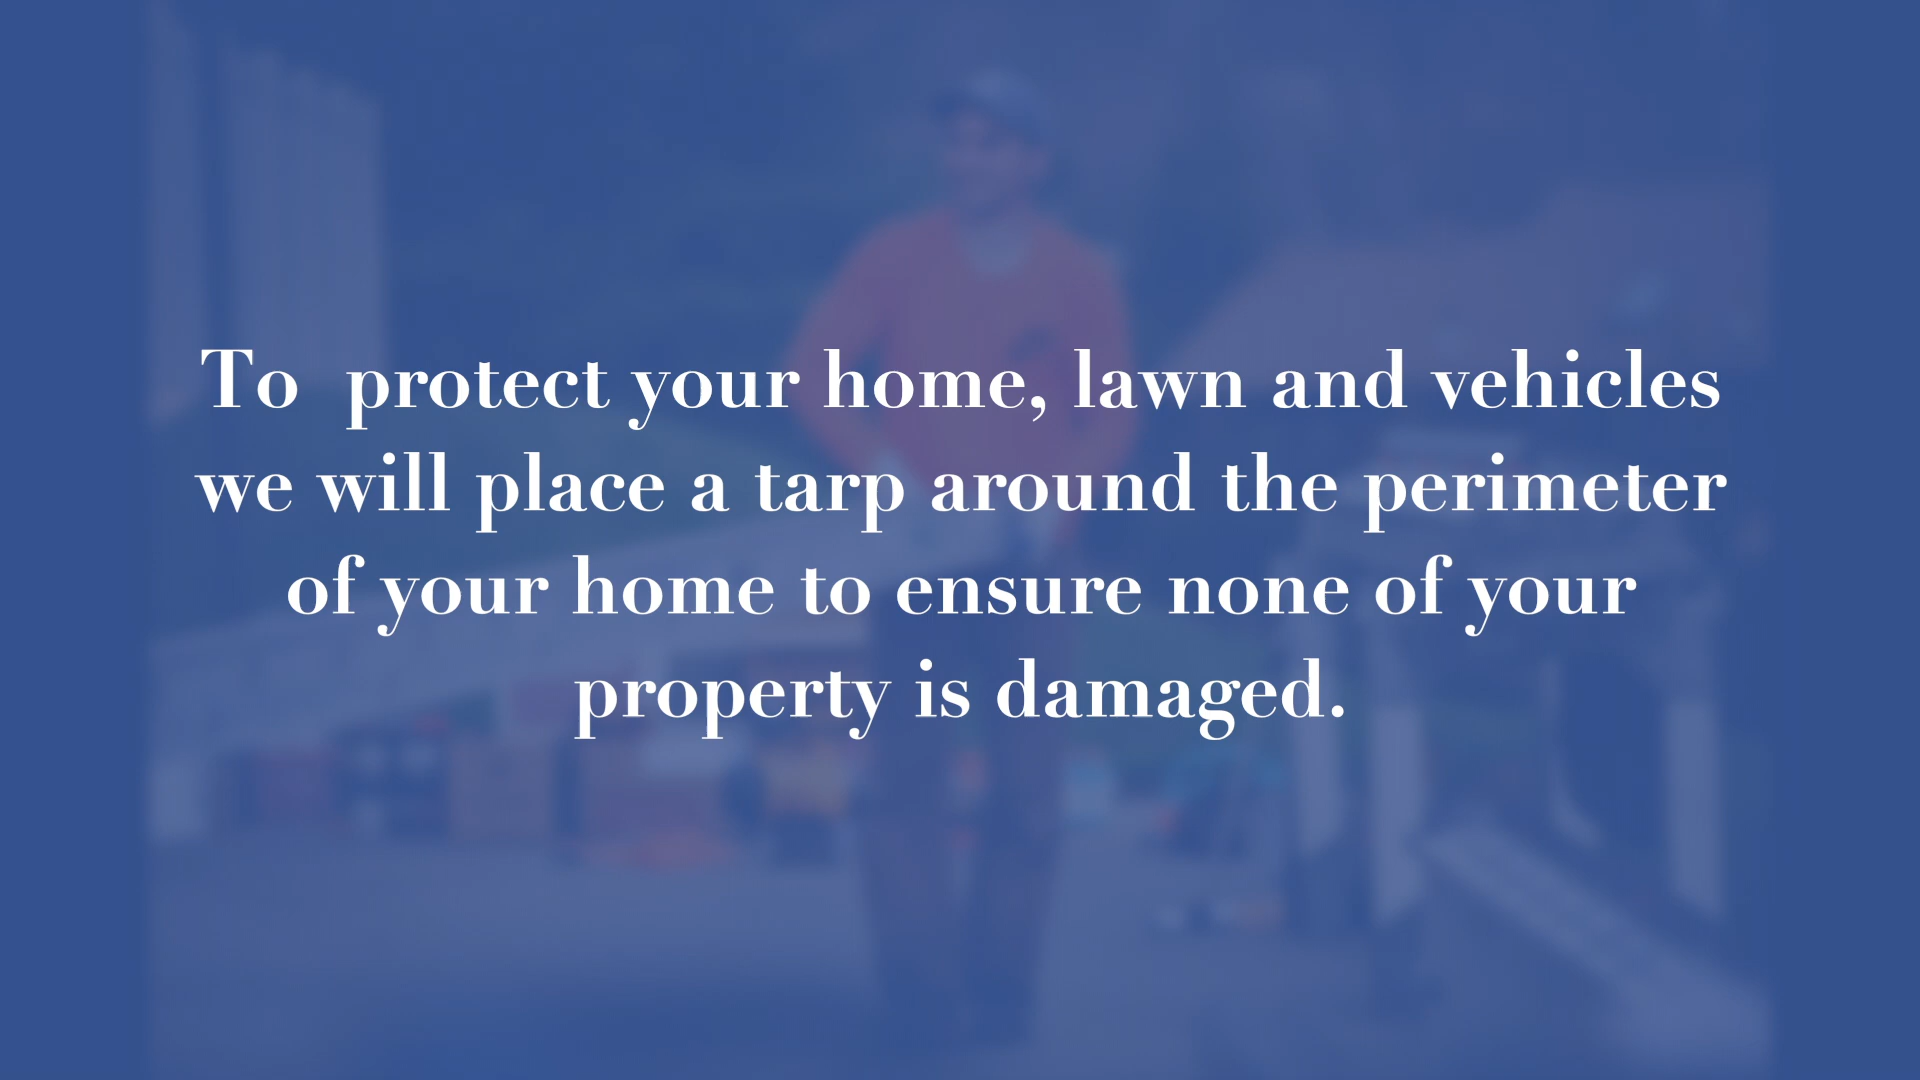 To  protect your home, lawn and vehicles
we will place a tarp around the perimeter
of your home to ensure none of your
property is damaged.